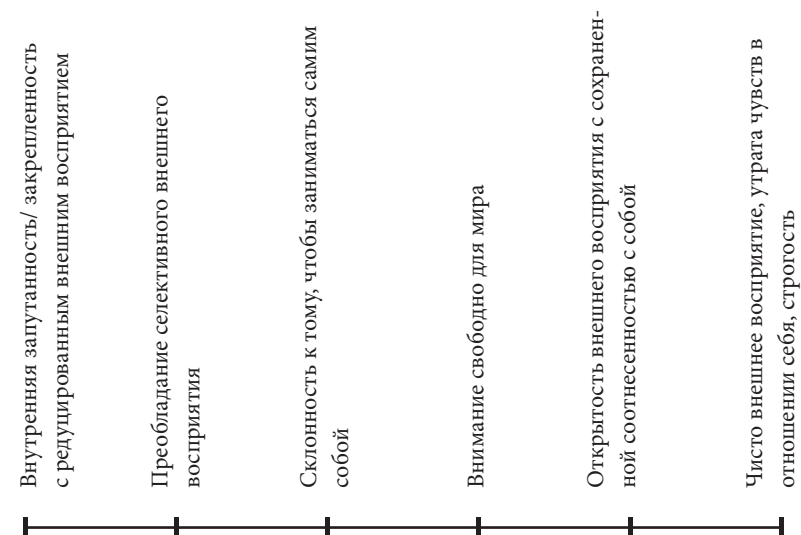 Внутренняя запутанность/ закрепленность
с редуцированным внешним восприятием
Преобладание селективного внешнего
восприятия
Склонность к тому, чтобы заниматься самим
собой
Внимание свободно для мира
Открытость внешнего восприятия с сохранен-
ной соотнесенностью с собой
Чисто внешнее восприятие, утрата чувств в
отношении себя, строгость